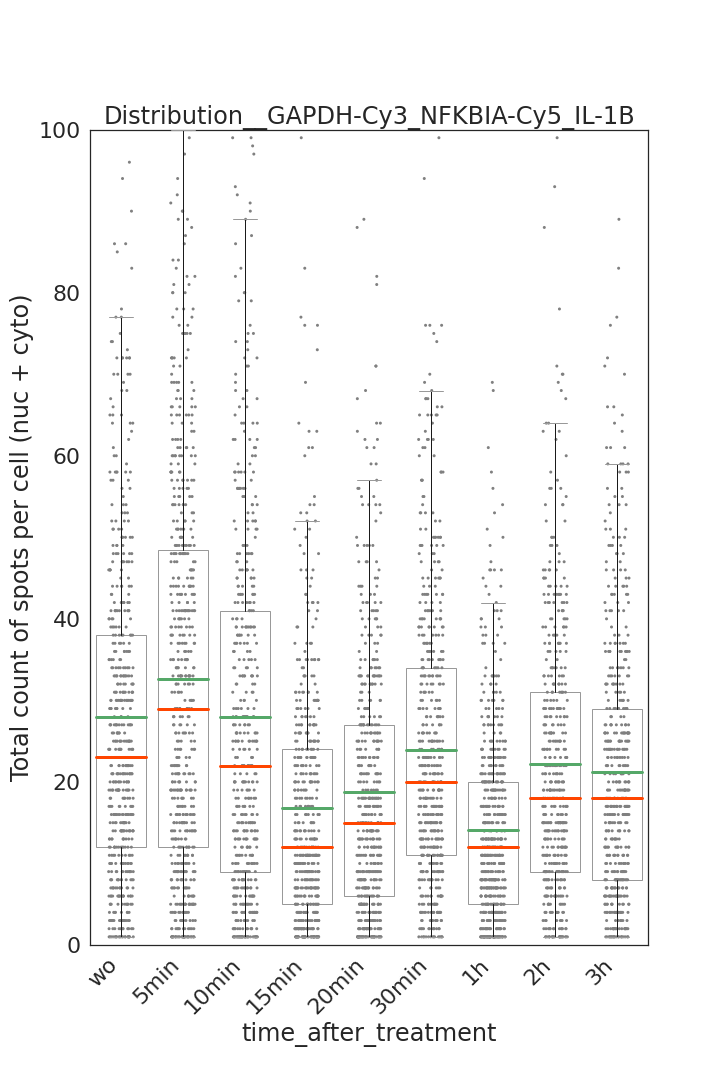 Distribution__GAPDH-Cy3_NFKBIA-Cy5_IL-1B
Total count of spots per cell (nuc + cyto)
100
80
60
40
20
0
wo
5min
10min
15min
20min
30min
1h
2h
3h
time_after_treatment